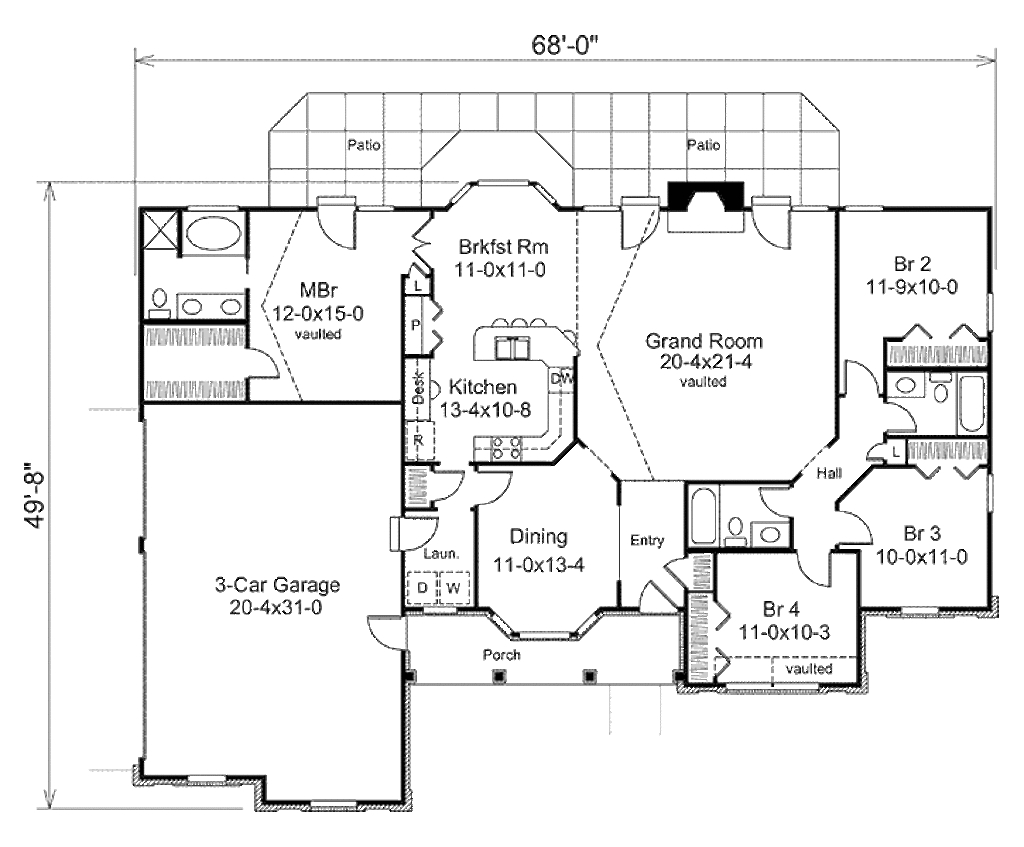 68'-0"
Patio
Patio
Brkfst Rm
11-0x11-0
Br 2
11-9x10-0
MBr
12-0x15-0
vaulted
L
P
Grand Room
20-4x21-4
vaulted
Kitchen
13-4x10-8
Desk
DW
R
L
Hall
49'-8"
Laun.
D
W
Dining
11-0x13-4
Entry
Br 3
10-0x11-0
3-Car Garage
20-4x31-0
Br 4
11-0x10-3
vaulted
Porch